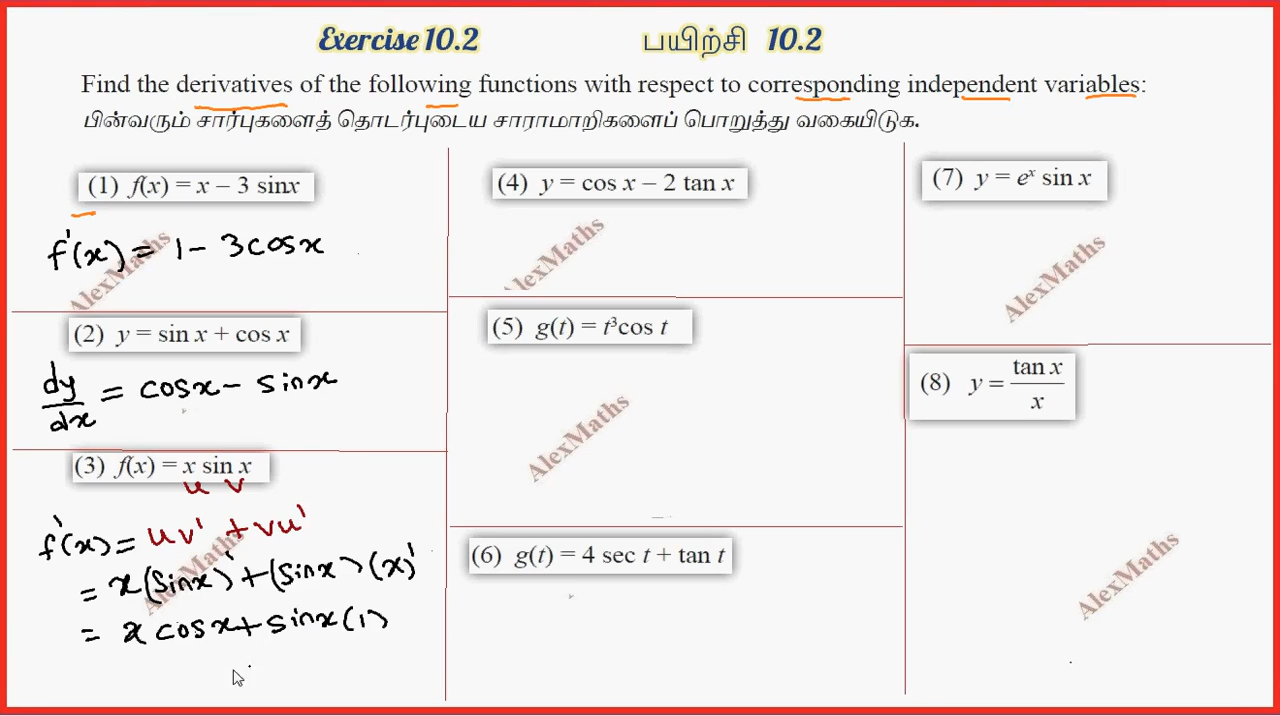 Exercise 10.2 பயிற்சி 10.2
Find the derivatives of the following functions with respect to corresponding independent variables:
பின்வரும் சார்புகளைத் தொடர்புடைய சாராமாறிகளைப் பொறுத்து வகையிடுக.
(1) f(x) = x – 3 sinx
f'(x) = 1 – 3cosx
AlexMaths
(2) y = sin x + cos x
dy/dx = cosx – sinx
(3) f(x) = x sin x
u v
f'(x) = uv' + vu'
= x(sinx)' + (sinx)(x)'
AlexMaths
= x cosx + sinx(1)
(4) y = cos x – 2 tan x
AlexMaths
(5) g(t) = t³cos t
AlexMaths
(6) g(t) = 4 sec t + tan t
(7) y = eˣ sin x
AlexMaths
(8) y = tan x / x
AlexMaths